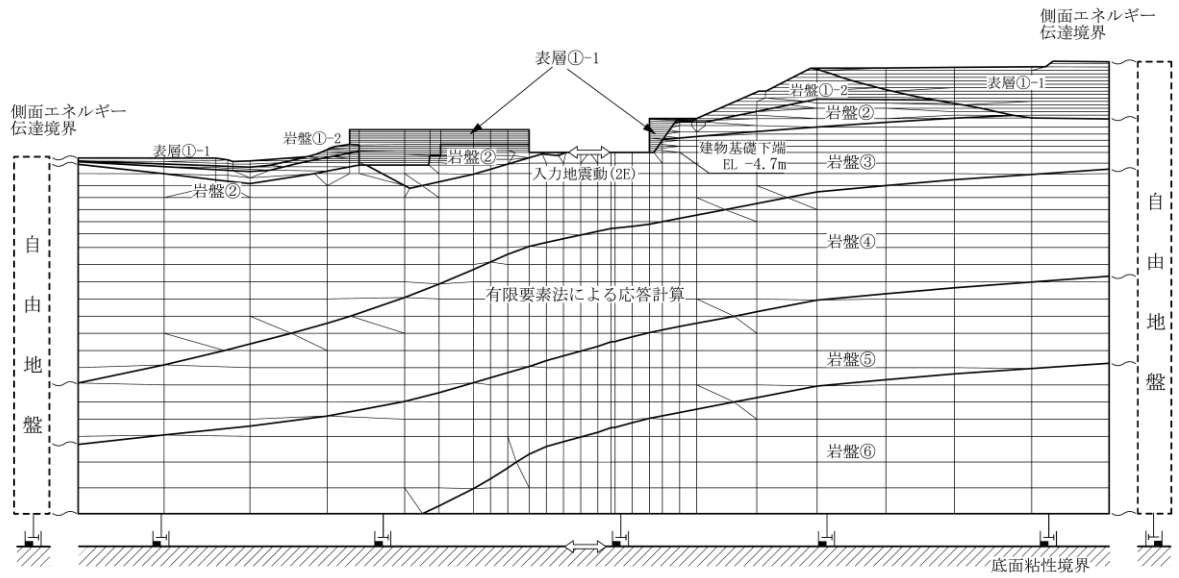 側面エネルギー
伝達境界
表層①-1
側面エネルギー
伝達境界
岩盤①-2
表層①-1
岩盤②
岩盤①-2
表層①-1
岩盤②
岩盤②
建物基礎下端
EL -4.7m
岩盤③
入力地震動(2E)
自由地盤
自由地盤
岩盤④
有限要素法による応答計算
岩盤⑤
岩盤⑥
底面粘性境界